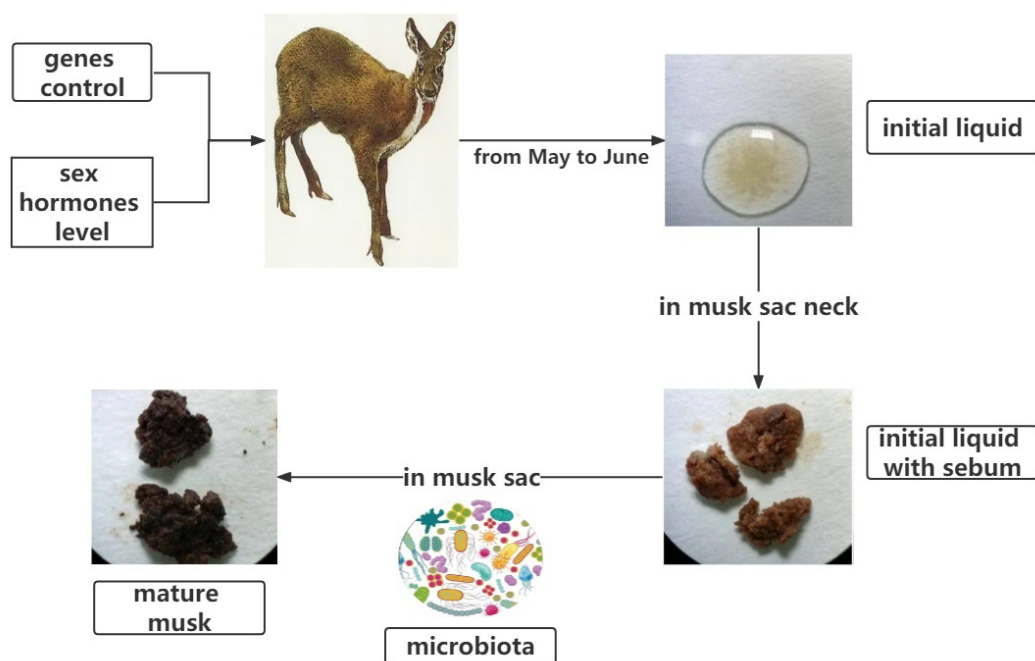 genes
control
sex
hormones
level
from May to June
initial liquid
in musk sac neck
initial liquid
with sebum
in musk sac
microbiota
mature
musk